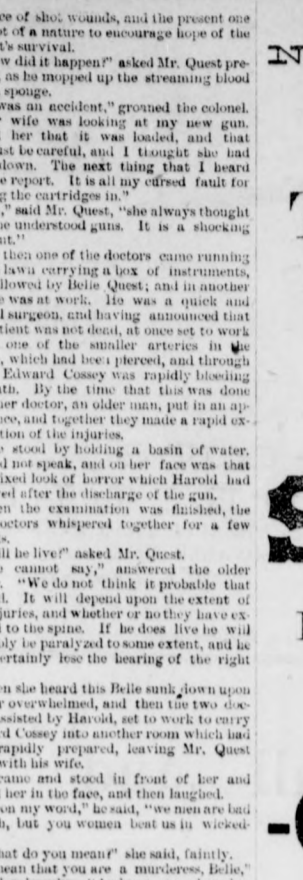 ce of shot wounds, and the present one
ot of a nature to encourage hope of the
t's survival.
w did it happen?" asked Mr. Quest pre-
, as he mopped up the streaming blood
sponge.
was an accident," groaned the colonel.
wife was looking at my new gun.
her that it was loaded, and that
st be careful, and I thought she had
down. The next thing that I heard
e report. It is all my cursed fault for
g the cartridges in."
," said Mr. Quest, "she always thought
e understood guns. It is a shocking
nt."
then one of the doctors came running
lawn carrying a box of instruments,
llowed by Belle Quest; and in another
e was at work. He was a quick and
l surgeon, and having announced that
tient was not dead, at once set to work
one of the smaller arteries in the
, which had been pierced, and through
Edward Cossey was rapidly bleeding
th. By the time that this was done
er doctor, an older man, put in an ap-
ce, and together they made a rapid ex-
tion of the injuries.
stood by holding a basin of water.
d not speak, and on her face was that
ixed look of horror which Harold had
ed after the discharge of the gun.
en the examination was finished, the
octors whispered together for a few
s.
ll he live?" asked Mr. Quest.
cannot say," answered the older
. "We do not think it probable that
l. It will depend upon the extent of
juries, and whether or no they have ex-
to the spine. If he does live he will
ly be paralyzed to some extent, and he
ertainly lose the hearing of the right
n she heard this Belle sunk down upon
r overwhelmed, and then the two doc-
ssisted by Harold, set to work to carry
rd Cossey into another room which had
rapidly prepared, leaving Mr. Quest
with his wife.
came and stood in front of her and
her in the face, and then laughed.
on my word," he said, "we men are bad
h, but you women beat us in wicked-
hat do you mean?" she said, faintly.
mean that you are a murderess, Belle,"